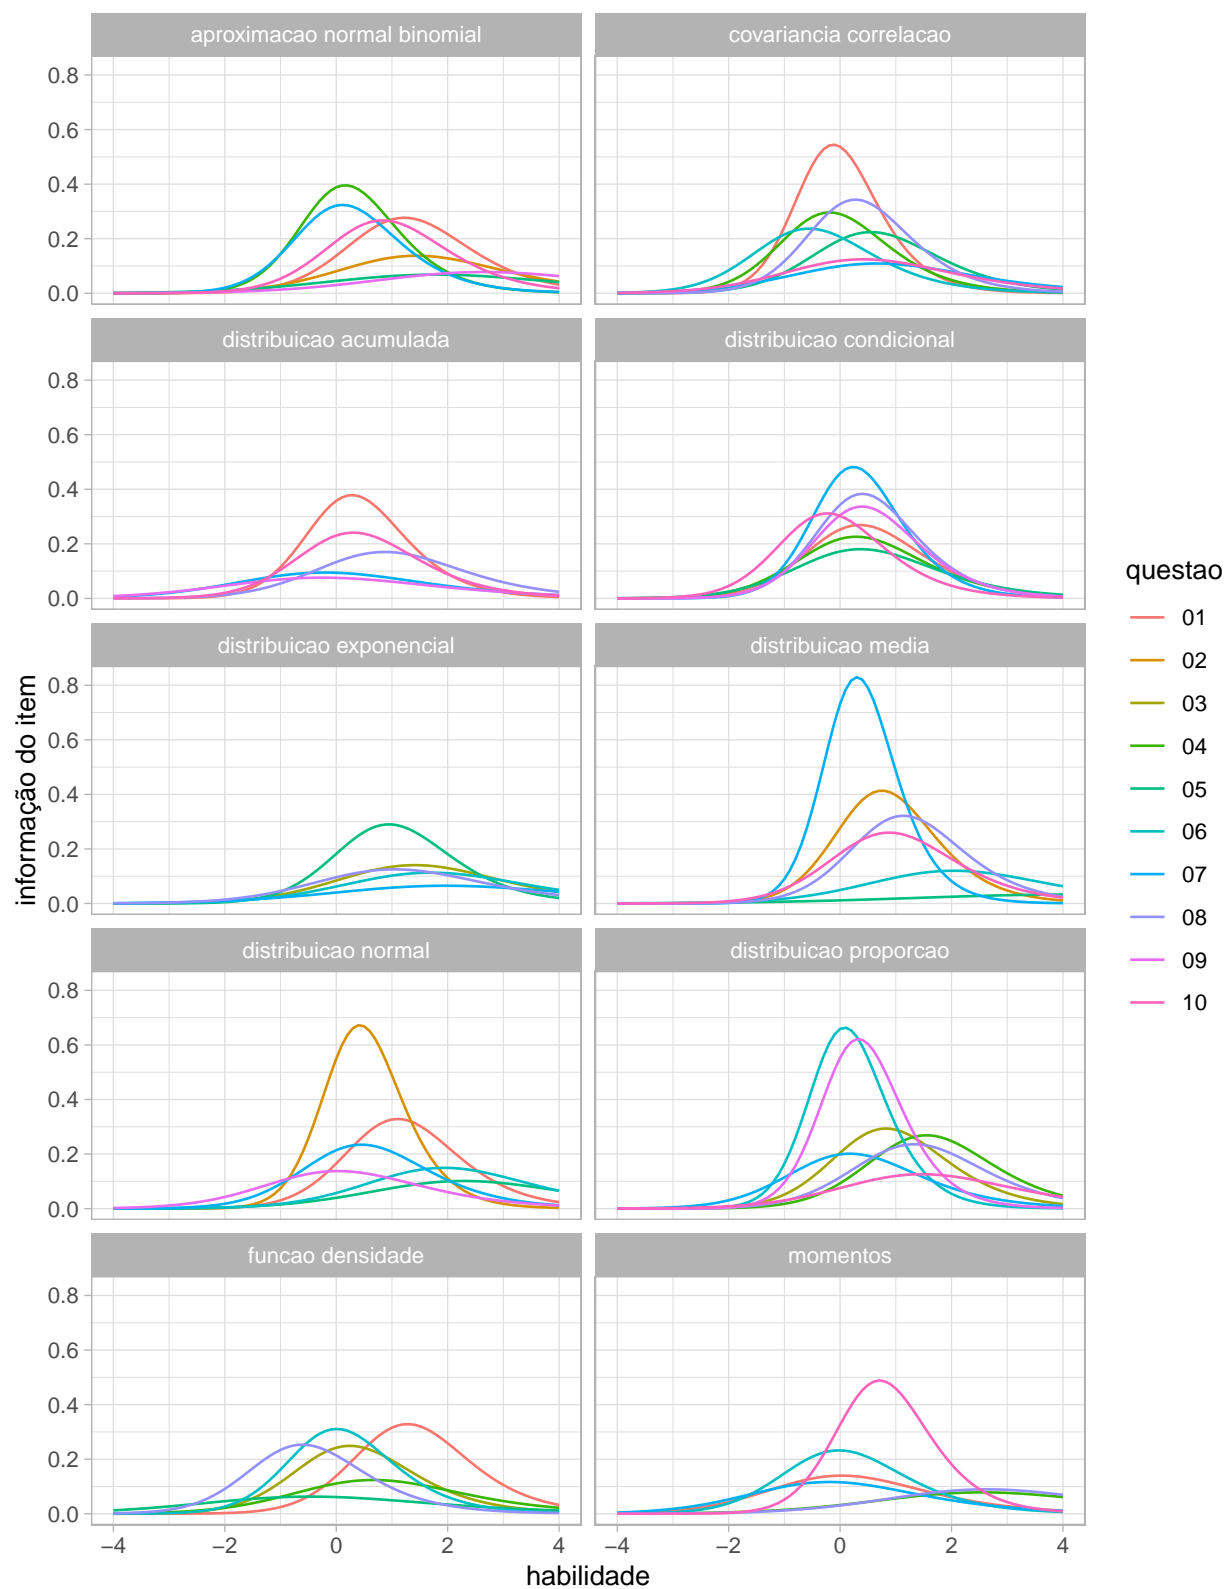 aproximacao normal binomial
covariancia correlacao
0.8
0.6
0.4
0.2
0.0
distribuicao acumulada
distribuicao condicional
0.8
0.6
0.4
0.2
0.0
distribuicao exponencial
distribuicao media
0.8
0.6
0.4
0.2
0.0
distribuicao normal
distribuicao proporcao
0.8
0.6
0.4
0.2
0.0
funcao densidade
momentos
0.8
0.6
0.4
0.2
0.0
−4 −2 0 2 4
−4 −2 0 2 4
habilidade
informação do item
questao
01
02
03
04
05
06
07
08
09
10